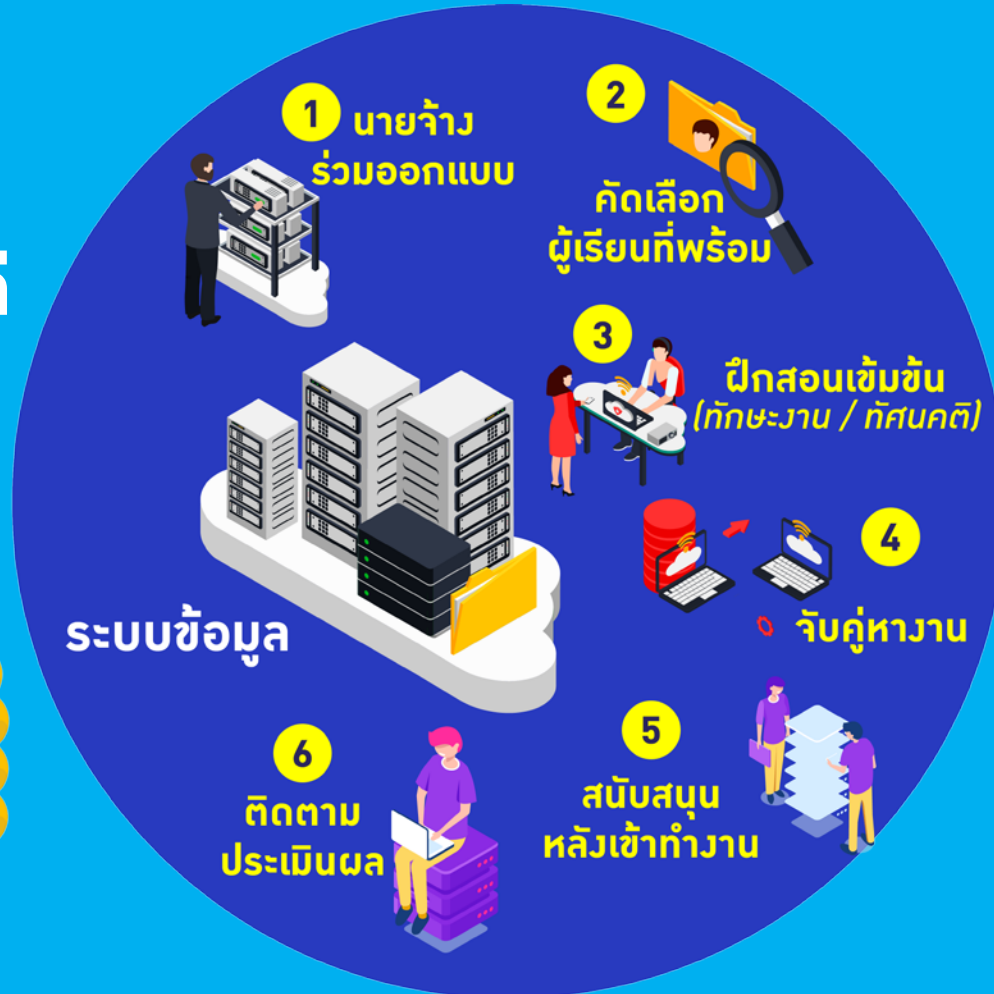 1 นายจ้าง
ร่วมออกแบบ
2
คัดเลือก
ผู้เรียนที่พร้อม
3
ฝึกสอนเข้มข้น
(ทักษะงาน / ทัศนคติ)
4
จับคู่หางาน
ระบบข้อมูล
5
สนับสนุน
หลังเข้าทำงาน
6
ติดตาม
ประเมินผล